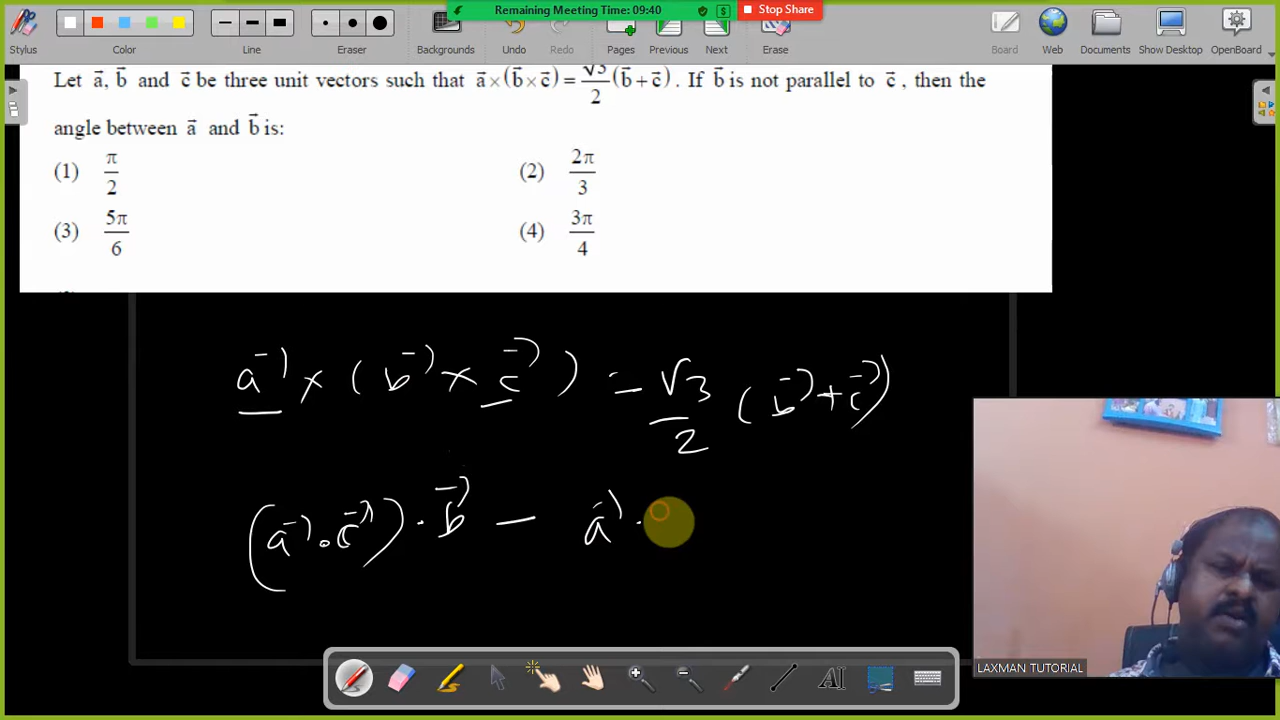 Remaining Meeting Time: 09:40
Stop Share
Stylus
Color
Line
Eraser
Backgrounds
Undo
Redo
Pages
Previous
Next
Erase
Board
Web
Documents
Show Desktop
OpenBoard
Let a⃗, b⃗ and c⃗ be three unit vectors such that a⃗×(b⃗×c⃗)=√3/2(b⃗+c⃗). If b⃗ is not parallel to c⃗, then the
angle between a⃗ and b⃗ is:
(1) π/2 (2) 2π/3
(3) 5π/6 (4) 3π/4
a⃗ × (b⃗ × c⃗) = √3/2 (b⃗+c⃗)
(a⃗.c⃗).b⃗ − a⃗.
LAXMAN TUTORIAL